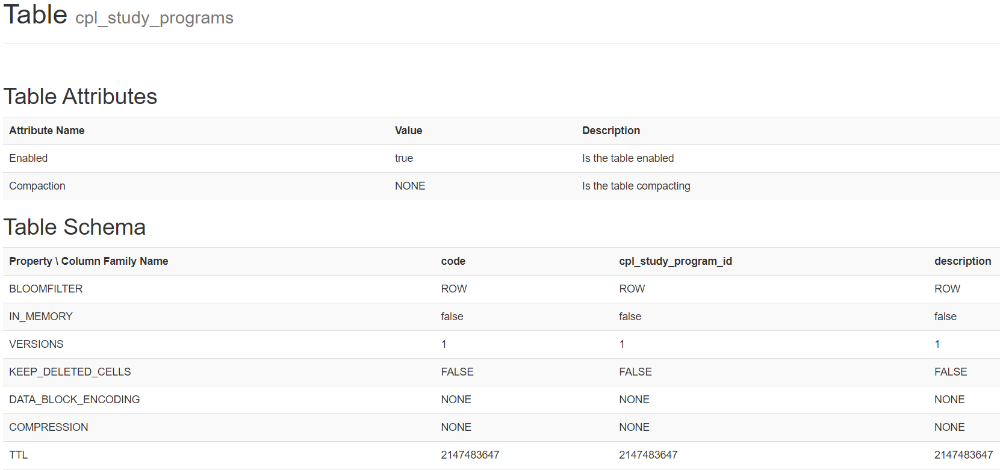 Table cpl_study_programs
Table Attributes
Attribute Name Value Description
Enabled true Is the table enabled
Compaction NONE Is the table compacting
Table Schema
Property \ Column Family Name code cpl_study_program_id description
BLOOMFILTER ROW ROW ROW
IN_MEMORY false false false
VERSIONS 1 1 1
KEEP_DELETED_CELLS FALSE FALSE FALSE
DATA_BLOCK_ENCODING NONE NONE NONE
COMPRESSION NONE NONE NONE
TTL 2147483647 2147483647 2147483647